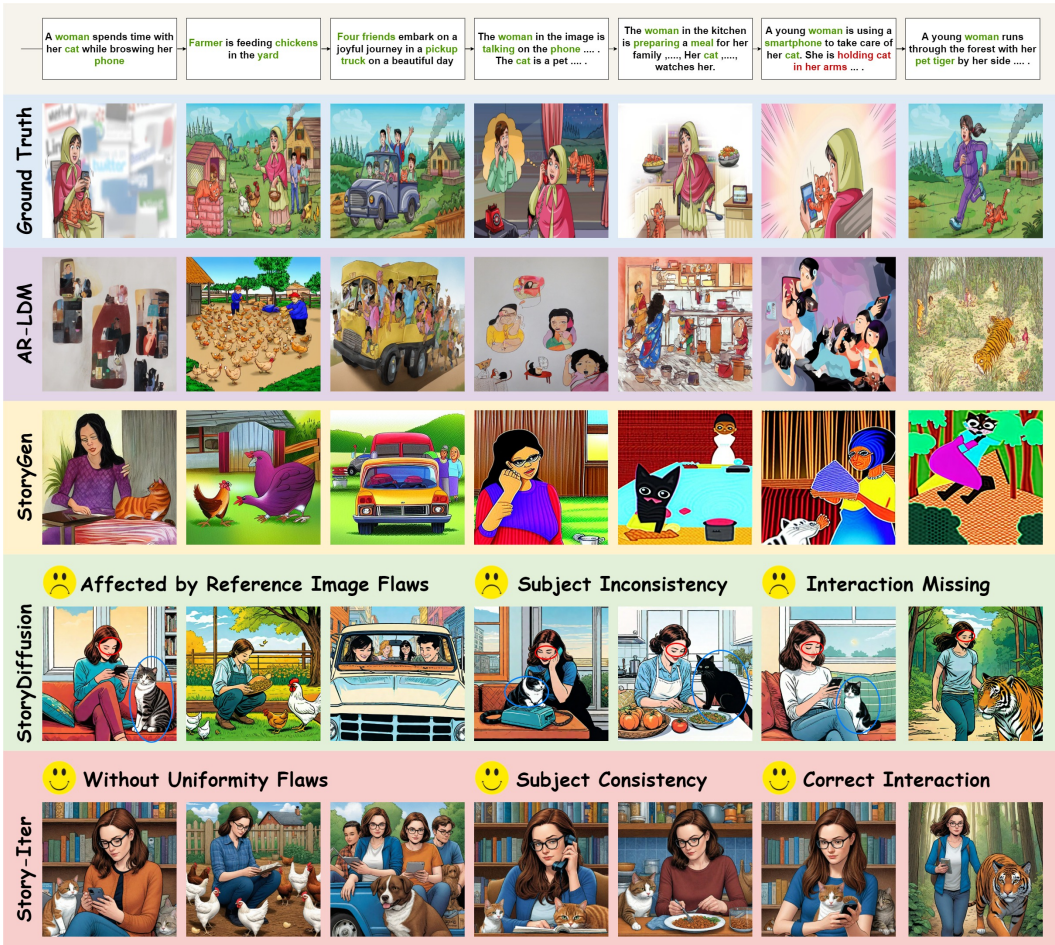 A woman spends time with
her cat while broswing her
phone
Farmer is feeding chickens
in the yard
Four friends embark on a
joyful journey in a pickup
truck on a beautiful day
The woman in the image is
talking on the phone .... .
The cat is a pet .... .
The woman in the kitchen
is preparing a meal for her
family ,...., Her cat ,....,
watches her.
A young woman is using a
smartphone to take care of
her cat. She is holding cat
in her arms ... .
A young woman runs
through the forest with her
pet tiger by her side .... .
Ground Truth
twitter
AR-LDM
StoryGen
Affected by Reference Image Flaws
Subject Inconsistency
Interaction Missing
StoryDiffusion
Without Uniformity Flaws
Subject Consistency
Correct Interaction
Story-Iter